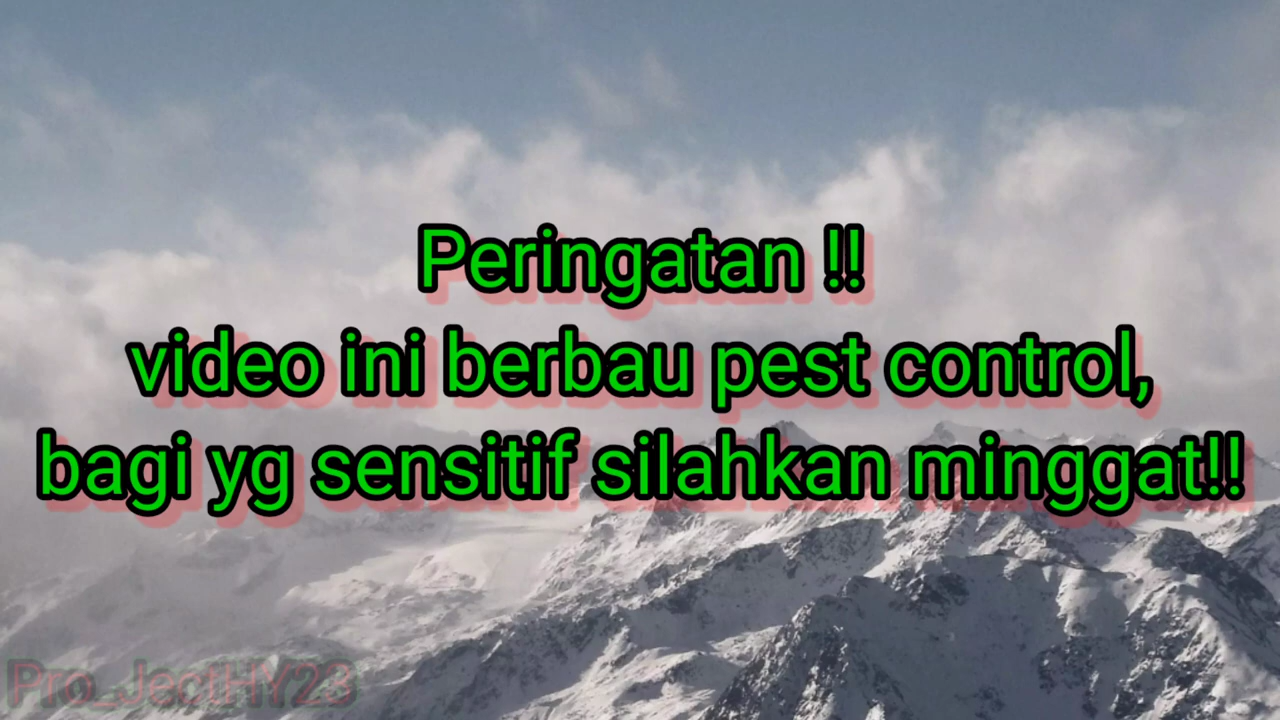 Peringatan !!
video ini berbau pest control,
bagi yg sensitif silahkan minggat!!
Pro_JectHY23